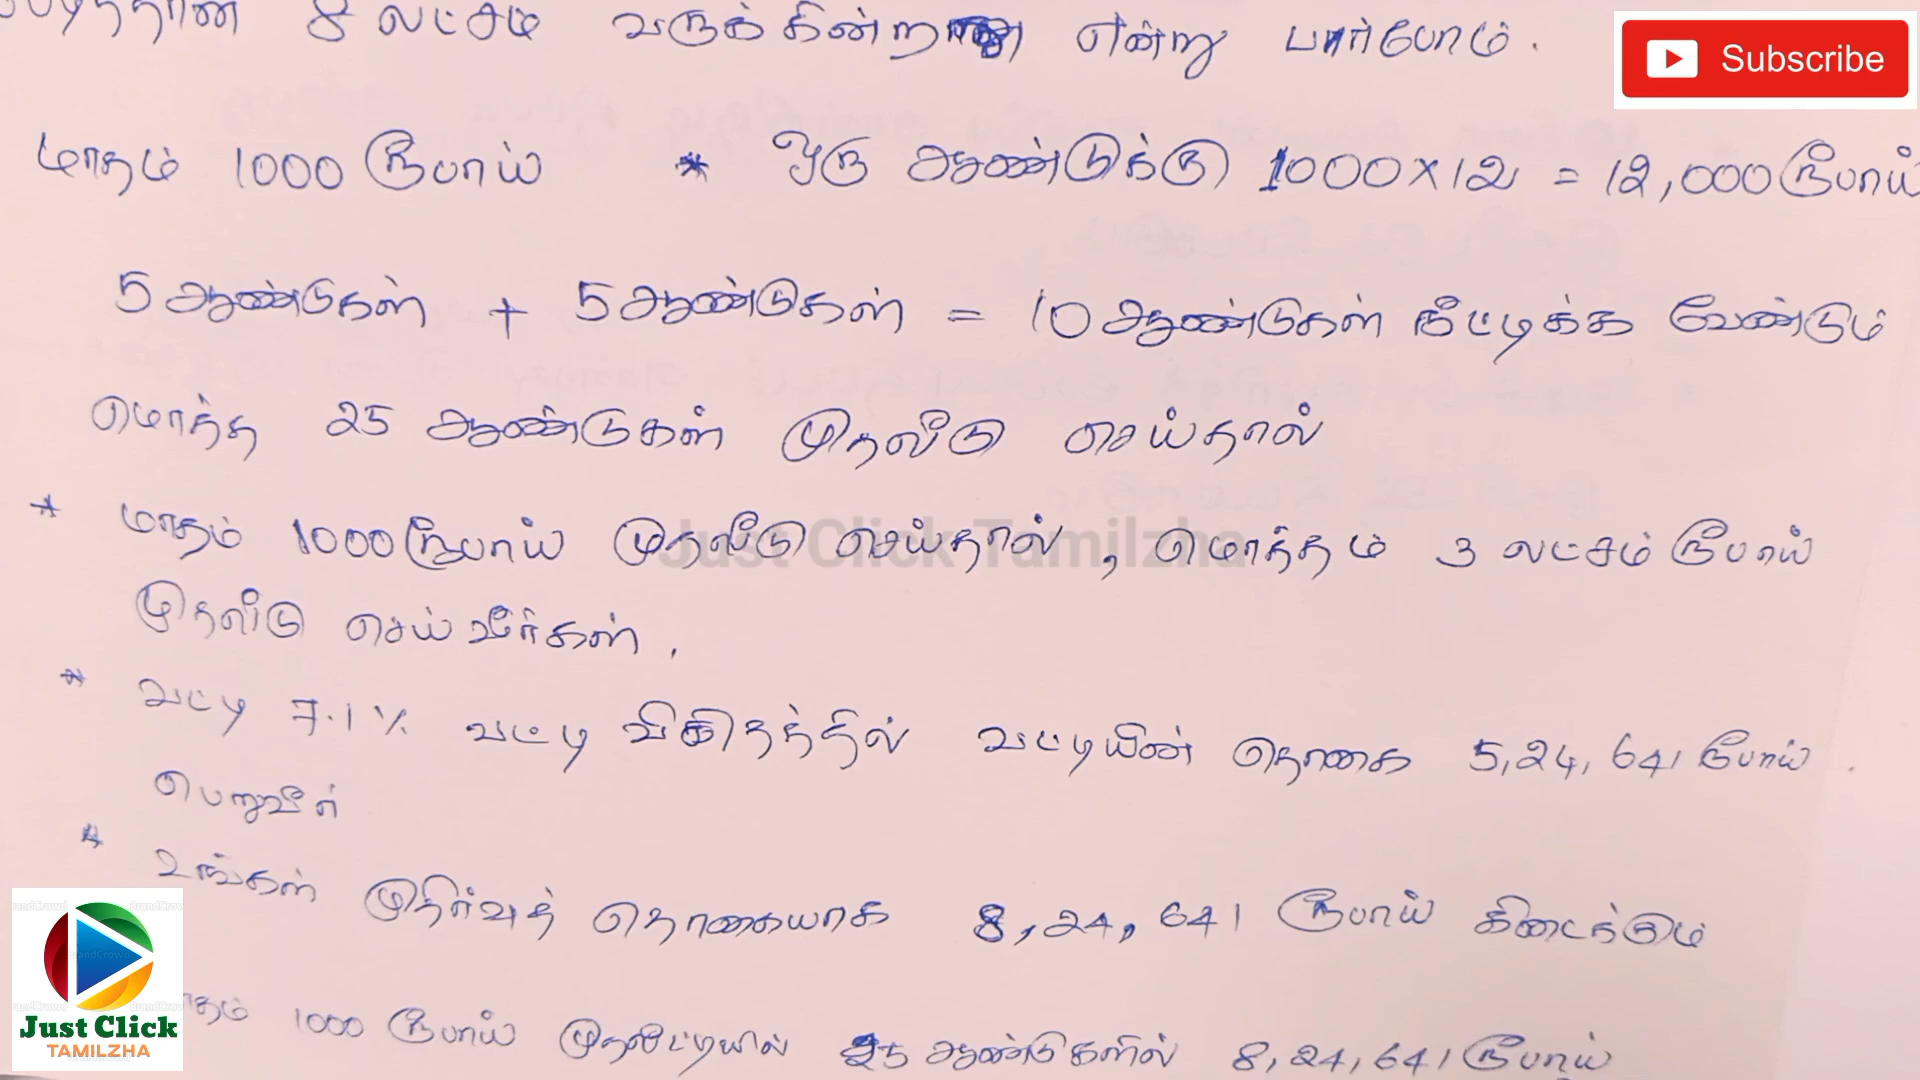 8 லட்சம் வருக்கின்றது என்று பார்போம்.
Subscribe
மாதம் 1000 ரூபாய் * ஒரு ஆண்டுக்கு 1000×12 = 12,000 ரூபாய்
5 ஆண்டுகள் + 5 ஆண்டுகள் = 10 ஆண்டுகள் நீட்டிக்க வேண்டும்
மொத்த 25 ஆண்டுகள் முதலீடு செய்தால்
* மாதம் 1000 ரூபாய் முதலீடு செய்தால், மொத்தம் 3 லட்சம் ரூபாய்
Just Click Tamilzha
முதலீடு செய்வீர்கள்.
* வட்டி 7.1% வட்டி விகிதத்தில் வட்டியின் தொகை 5,24,641 ரூபாய்.
பெறுவீர்
* உங்கள் முதிர்வுத் தொகையாக 8,24,641 ரூபாய் கிடைக்கும்
மாதம் 1000 ரூபாய் முதலீட்டில் 25 ஆண்டுகளில் 8,24,641 ரூபாய்
Just Click
TAMILZHA